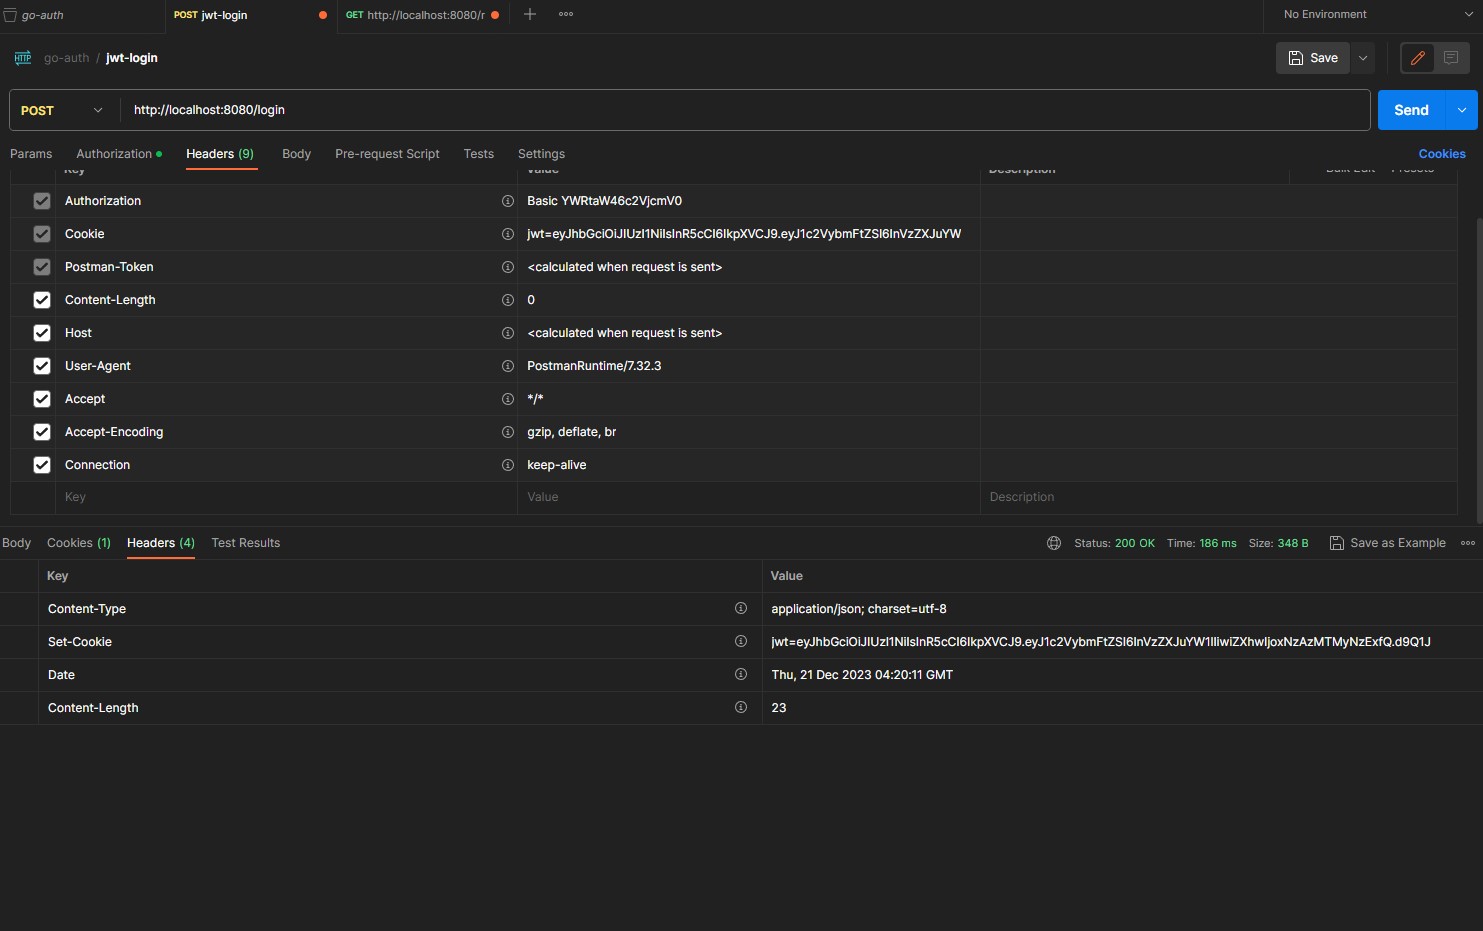 go-auth POST jwt-login GET http://localhost:8080/r No Environment
HTTP go-auth / jwt-login Save
POST http://localhost:8080/login Send
Params Authorization Headers (9) Body Pre-request Script Tests Settings Cookies
Key Value Description Bulk Edit Presets
Authorization Basic YWRtaW46c2VjcmV0
Cookie jwt=eyJhbGciOiJIUzI1NiIsInR5cCI6IkpXVCJ9.eyJ1c2VybmFtZSI6InVzZXJuYW
Postman-Token <calculated when request is sent>
Content-Length 0
Host <calculated when request is sent>
User-Agent PostmanRuntime/7.32.3
Accept */*
Accept-Encoding gzip, deflate, br
Connection keep-alive
Key Value Description
Body Cookies (1) Headers (4) Test Results Status: 200 OK Time: 186 ms Size: 348 B Save as Example
Key Value
Content-Type application/json; charset=utf-8
Set-Cookie jwt=eyJhbGciOiJIUzI1NiIsInR5cCI6IkpXVCJ9.eyJ1c2VybmFtZSI6InVzZXJuYW1lIiwiZXhwIjoxNzAzMTMyNzExfQ.d9Q1J
Date Thu, 21 Dec 2023 04:20:11 GMT
Content-Length 23